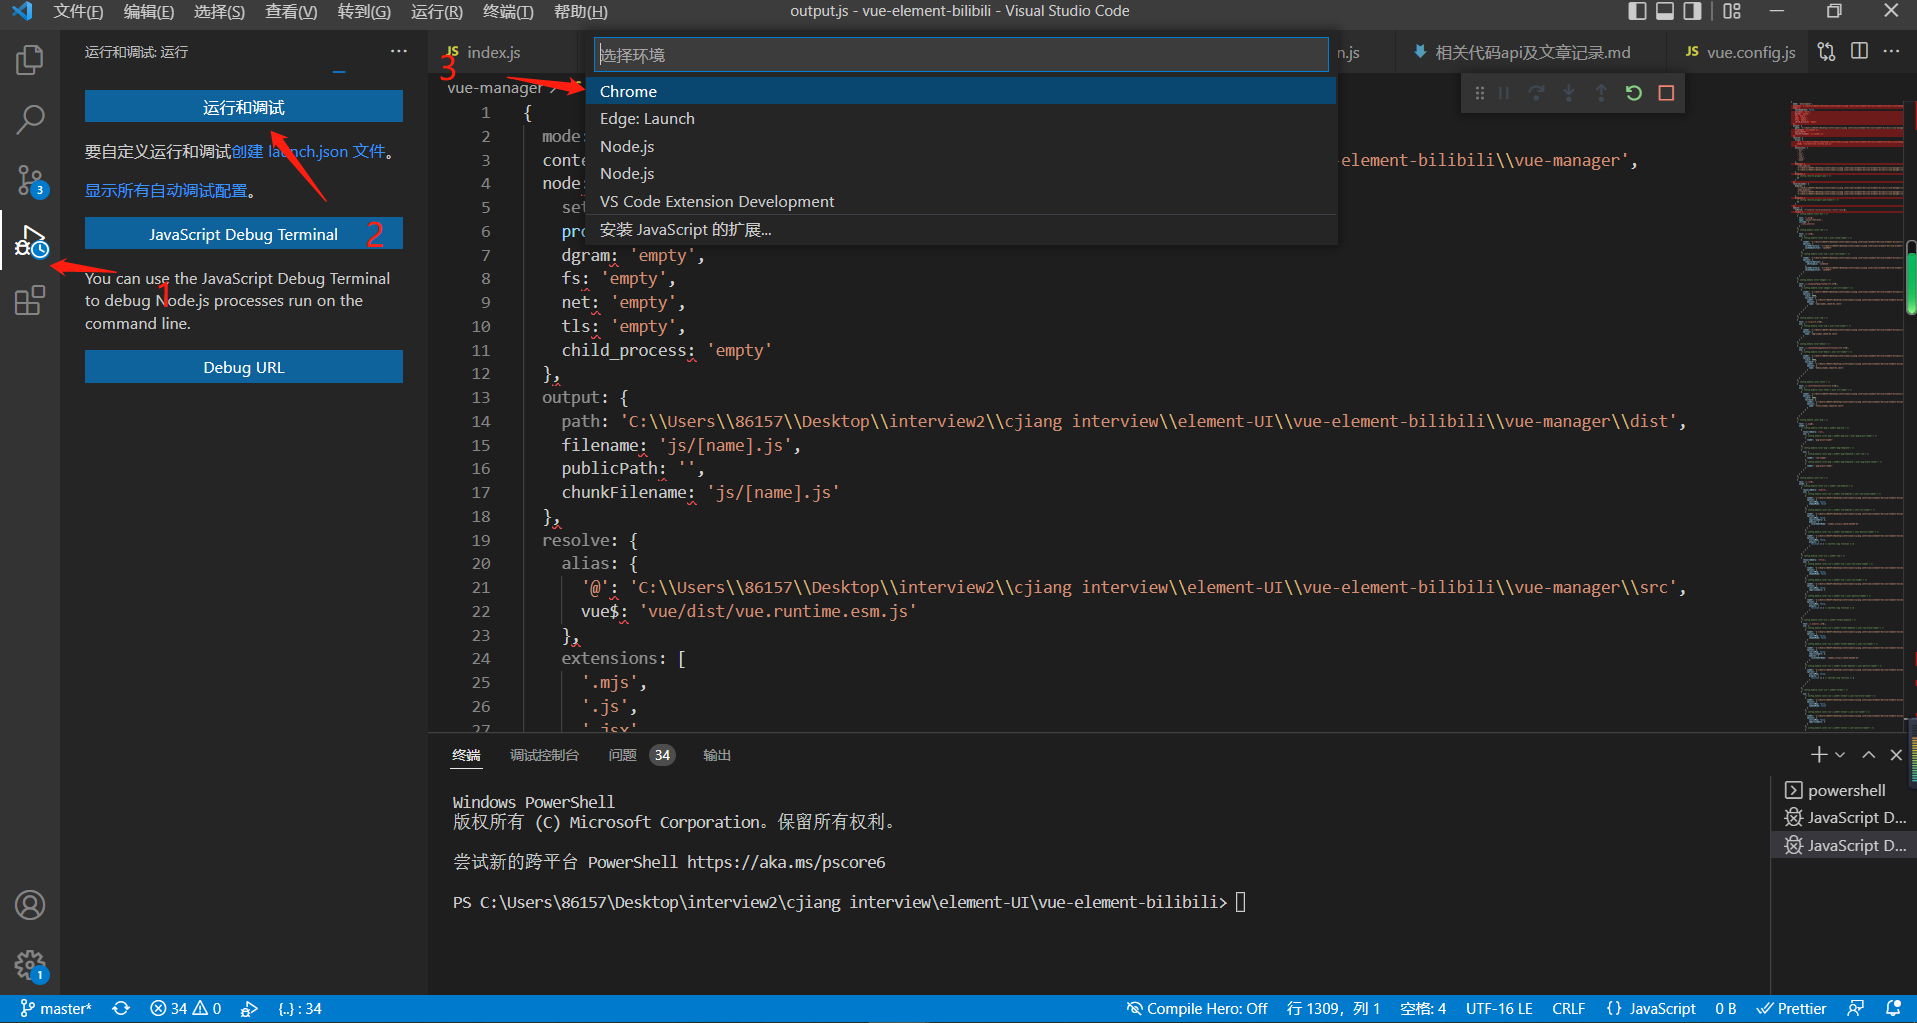 文件(F) 编辑(E) 选择(S) 查看(V) 转到(G) 运行(R) 终端(T) 帮助(H)
output.js - vue-element-bilibili - Visual Studio Code
运行和调试: 运行
运行和调试
要自定义运行和调试创建 launch.json 文件。
显示所有自动调试配置。
JavaScript Debug Terminal
You can use the JavaScript Debug Terminal
to debug Node.js processes run on the
command line.
Debug URL
1
2
3
3
JS index.js
n.js
相关代码api及文章记录.md
JS vue.config.js
vue-manager >
选择环境
Chrome
Edge: Launch
Node.js
Node.js
VS Code Extension Development
安装 JavaScript 的扩展...
1 {
2 mode:
3 conte -element-bilibili\\vue-manager',
4 node:
5 set
6 pro
7 dgram: 'empty',
8 fs: 'empty',
9 net: 'empty',
10 tls: 'empty',
11 child_process: 'empty'
12 },
13 output: {
14 path: 'C:\\Users\\86157\\Desktop\\interview2\\cjiang interview\\element-UI\\vue-element-bilibili\\vue-manager\\dist',
15 filename: 'js/[name].js',
16 publicPath: '',
17 chunkFilename: 'js/[name].js'
18 },
19 resolve: {
20 alias: {
21 '@': 'C:\\Users\\86157\\Desktop\\interview2\\cjiang interview\\element-UI\\vue-element-bilibili\\vue-manager\\src',
22 vue$: 'vue/dist/vue.runtime.esm.js'
23 },
24 extensions: [
25 '.mjs',
26 '.js',
27 '.jsx'
终端 调试控制台 问题 34 输出
Windows PowerShell
版权所有 (C) Microsoft Corporation。保留所有权利。
尝试新的跨平台 PowerShell https://aka.ms/pscore6
PS C:\Users\86157\Desktop\interview2\cjiang interview\element-UI\vue-element-bilibili>
powershell
JavaScript D...
JavaScript D...
1
master* 34 0 {..} : 34
Compile Hero: Off 行 1309，列 1 空格: 4 UTF-16 LE CRLF {} JavaScript 0 B Prettier